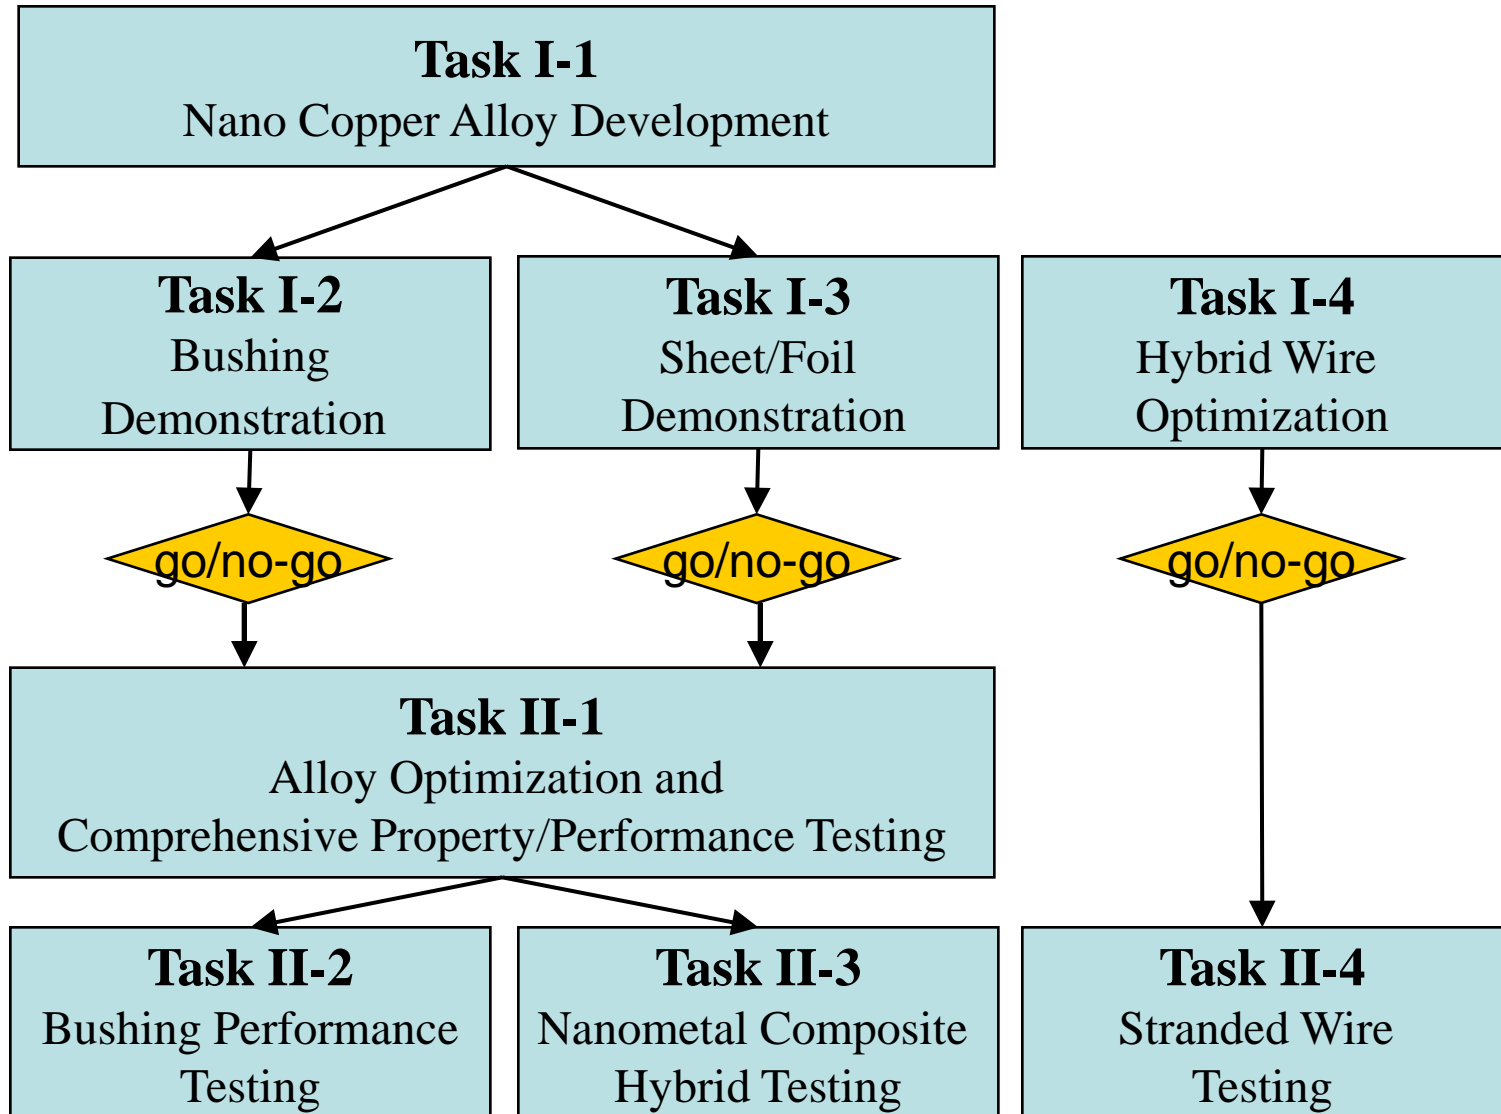 Task I-1
Nano Copper Alloy Development
Task I-2
Bushing
Demonstration
Task I-3
Sheet/Foil
Demonstration
Task I-4
Hybrid Wire
Optimization
go/no-go
go/no-go
go/no-go
Task II-1
Alloy Optimization and
Comprehensive Property/Performance Testing
Task II-2
Bushing Performance
Testing
Task II-3
Nanometal Composite
Hybrid Testing
Task II-4
Stranded Wire
Testing